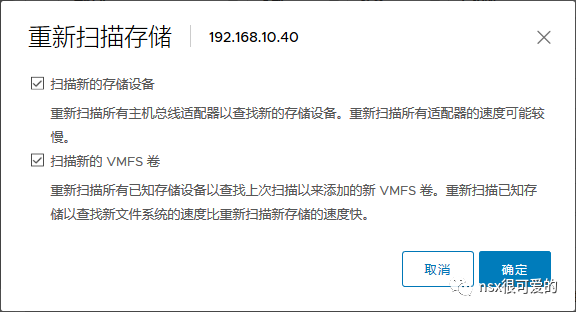 重新扫描存储 192.168.10.40
扫描新的存储设备
重新扫描所有主机总线适配器以查找新的存储设备。重新扫描所有适配器的速度可能较
慢。
扫描新的 VMFS 卷
重新扫描所有已知存储设备以查找上次扫描以来添加的新 VMFS 卷。重新扫描已知存
储以查找新文件系统的速度比重新扫描新存储的速度快。
取消 确定
nsx很可爱的